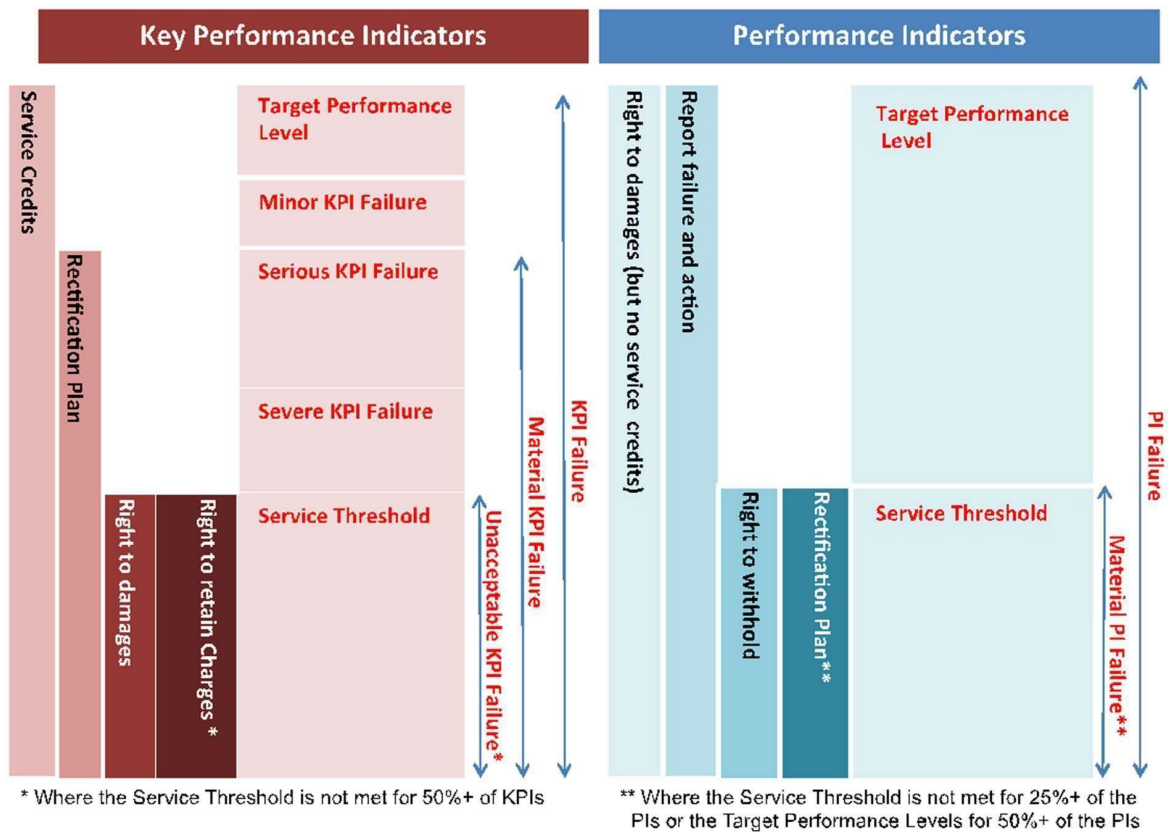 Key Performance Indicators
Service Credits
Rectification Plan
Right to damages
Right to retain Charges *
Target Performance
Level
Minor KPI Failure
Serious KPI Failure
Severe KPI Failure
Service Threshold
Unacceptable KPI Failure*
Material KPI Failure
KPI Failure
* Where the Service Threshold is not met for 50%+ of KPIs
Performance Indicators
Right to damages (but no service credits)
Report failure and action
Right to withhold
Rectification Plan**
Target Performance
Level
Service Threshold
Material PI Failure**
PI Failure
** Where the Service Threshold is not met for 25%+ of the
PIs or the Target Performance Levels for 50%+ of the PIs